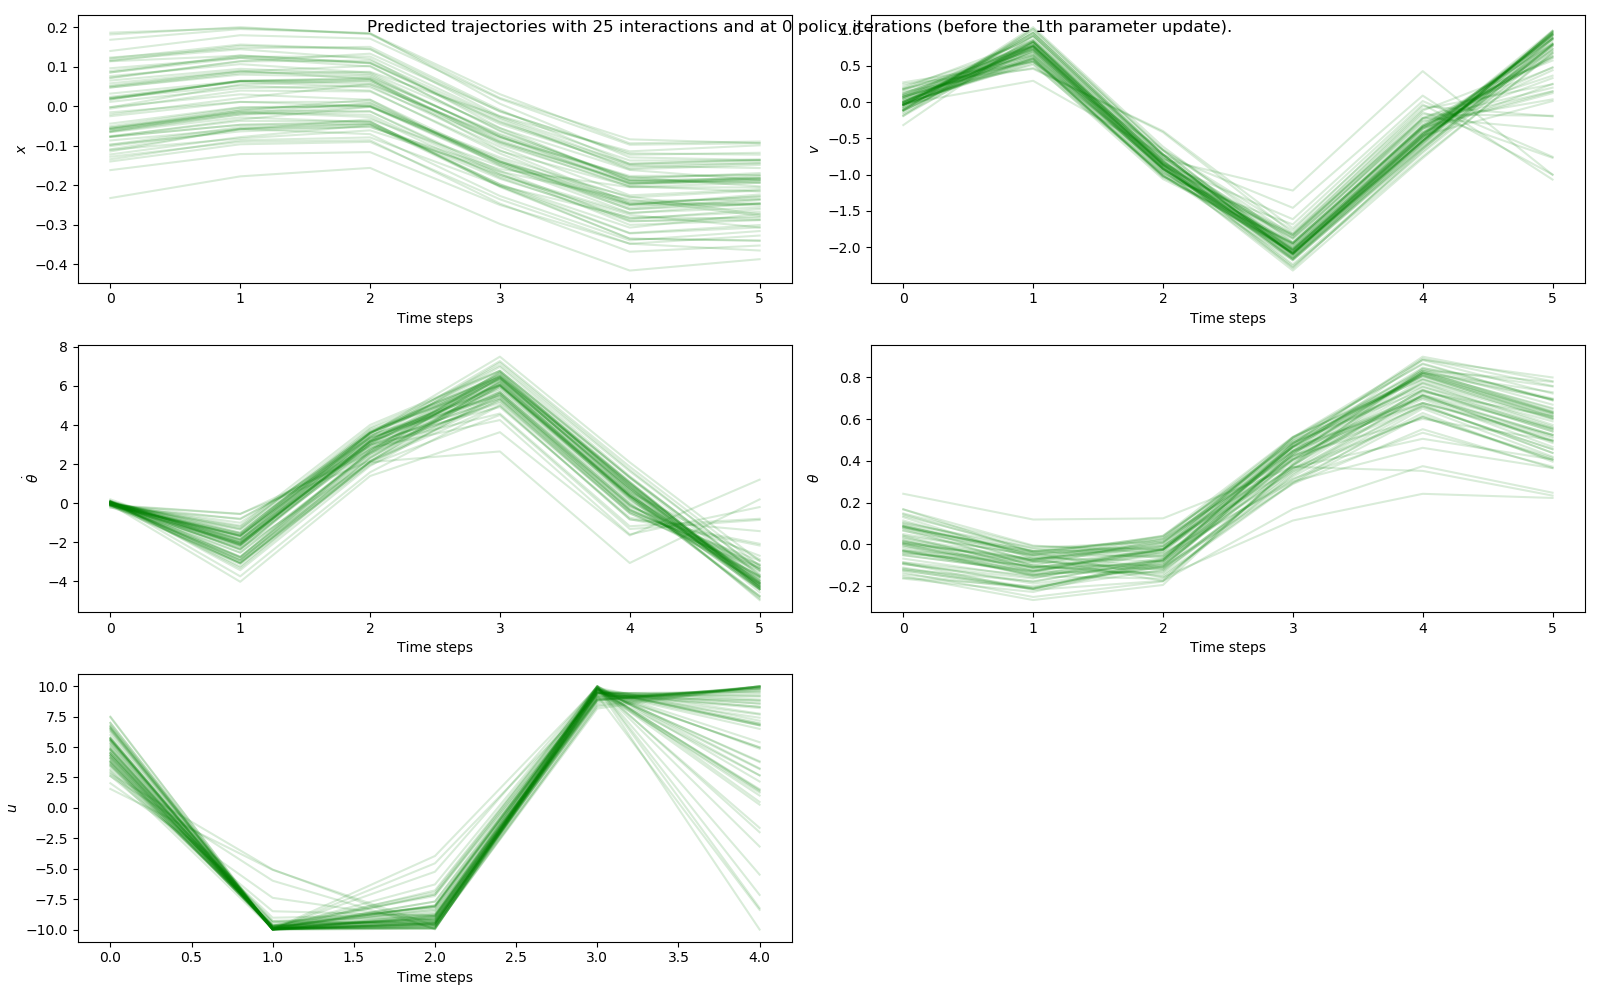 Predicted trajectories with 25 interactions and at 0 policy iterations (before the 1th parameter update).
0.2
0.1
0.0
−0.1
−0.2
−0.3
−0.4
x
0 1 2 3 4 5
Time steps
1.0
0.5
0.0
−0.5
−1.0
−1.5
−2.0
v
0 1 2 3 4 5
Time steps
8
6
4
2
0
−2
−4
θ̇
0 1 2 3 4 5
Time steps
0.8
0.6
0.4
0.2
0.0
−0.2
θ
0 1 2 3 4 5
Time steps
10.0
7.5
5.0
2.5
0.0
−2.5
−5.0
−7.5
−10.0
u
0.0 0.5 1.0 1.5 2.0 2.5 3.0 3.5 4.0
Time steps